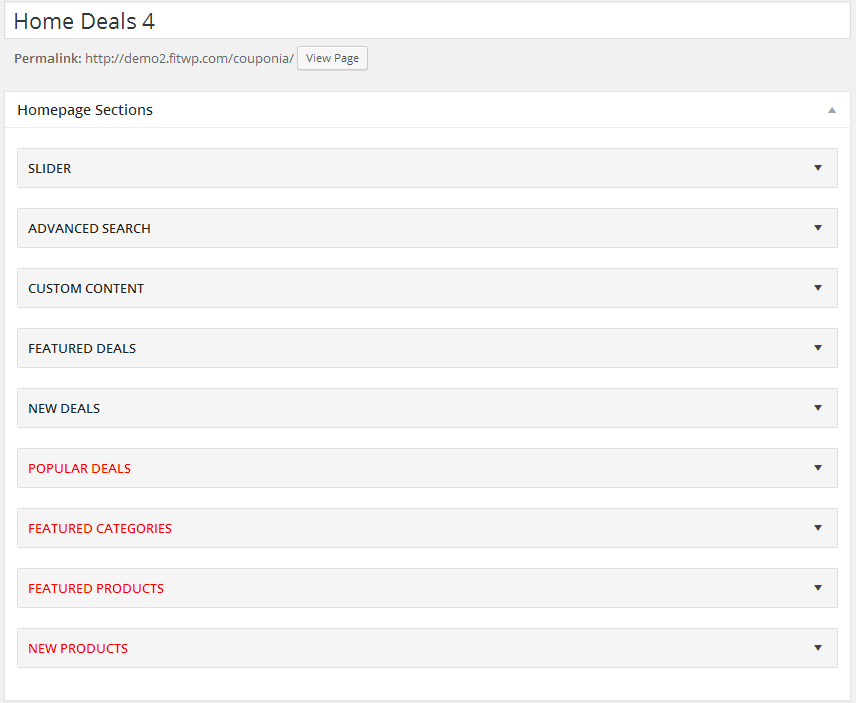 Home Deals 4
Permalink: http://demo2.fitwp.com/couponia/ View Page
Homepage Sections
SLIDER
ADVANCED SEARCH
CUSTOM CONTENT
FEATURED DEALS
NEW DEALS
POPULAR DEALS
FEATURED CATEGORIES
FEATURED PRODUCTS
NEW PRODUCTS